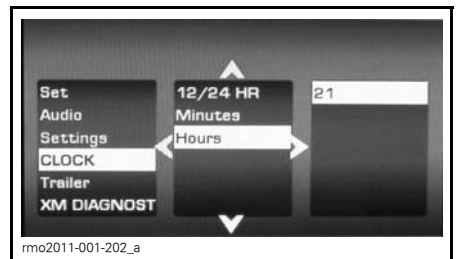 Set
Audio
Settings
CLOCK
Trailer
XM DIAGNOST
12/24 HR
Minutes
Hours
21
rmo2011-001-202_a